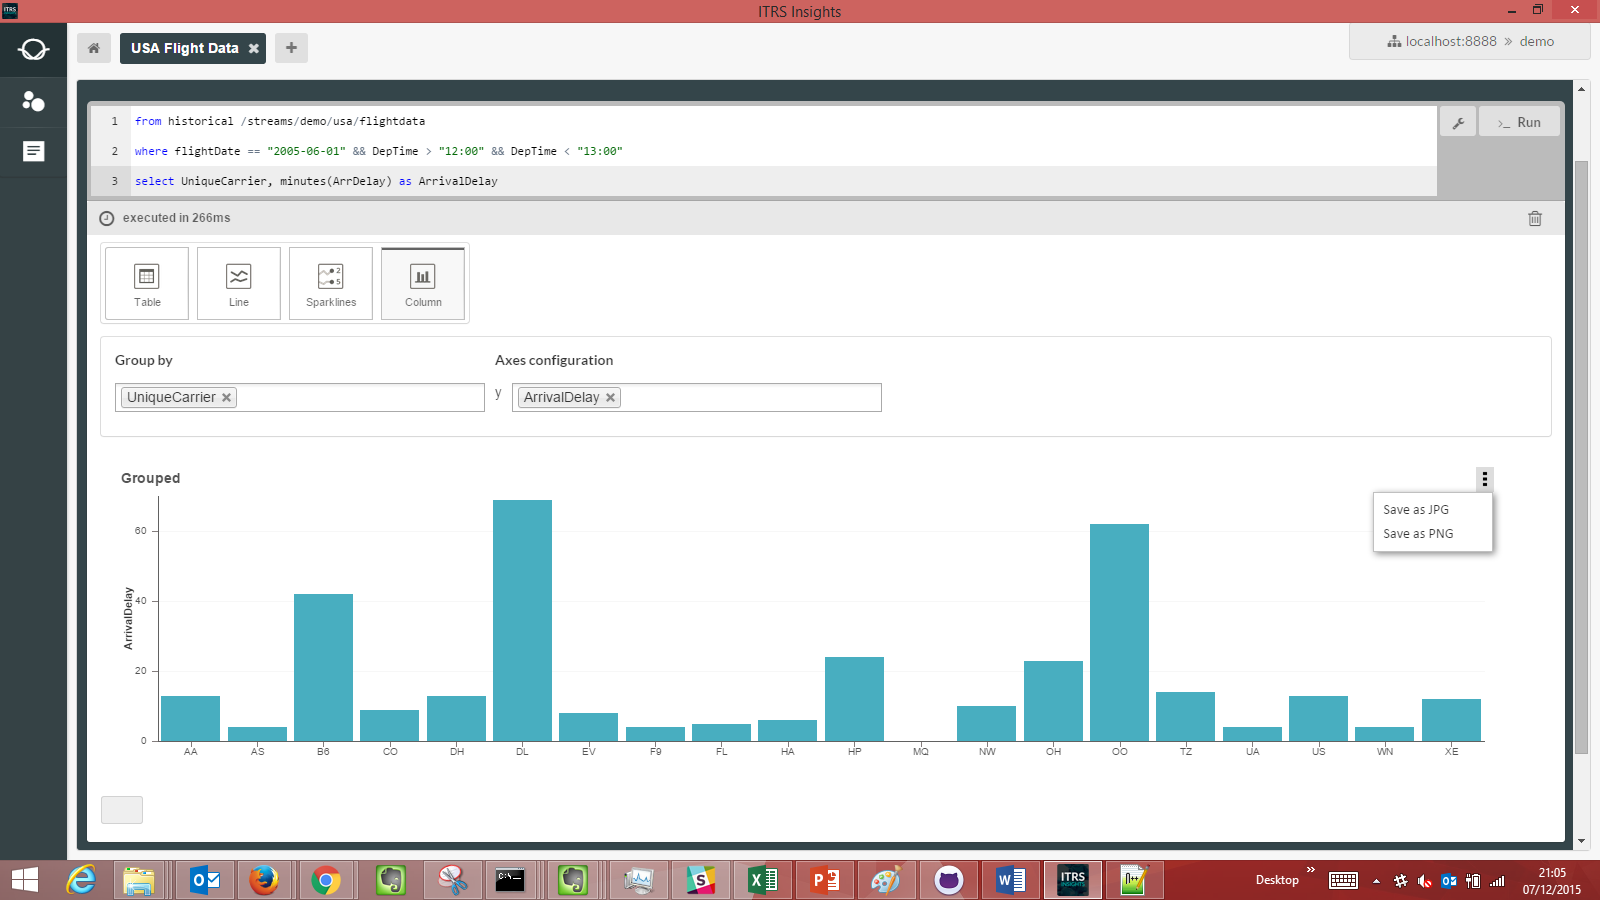 ITRS
ITRS Insights
USA Flight Data
localhost:8888 » demo
1 from historical /streams/demo/usa/flightdata
2 where flightDate == "2005-06-01" && DepTime > "12:00" && DepTime < "13:00"
3 select UniqueCarrier, minutes(ArrDelay) as ArrivalDelay
>_ Run
executed in 266ms
2
5
Table Line Sparklines Column
Group by Axes configuration
UniqueCarrier y ArrivalDelay
Grouped
Save as JPG
Save as PNG
60
40
20
0
ArrivalDelay
AA AS B6 CO DH DL EV F9 FL HA HP MQ NW OH OO TZ UA US WN XE
C:\_
ITRS
INSIGHTS
Desktop »
21:05
07/12/2015